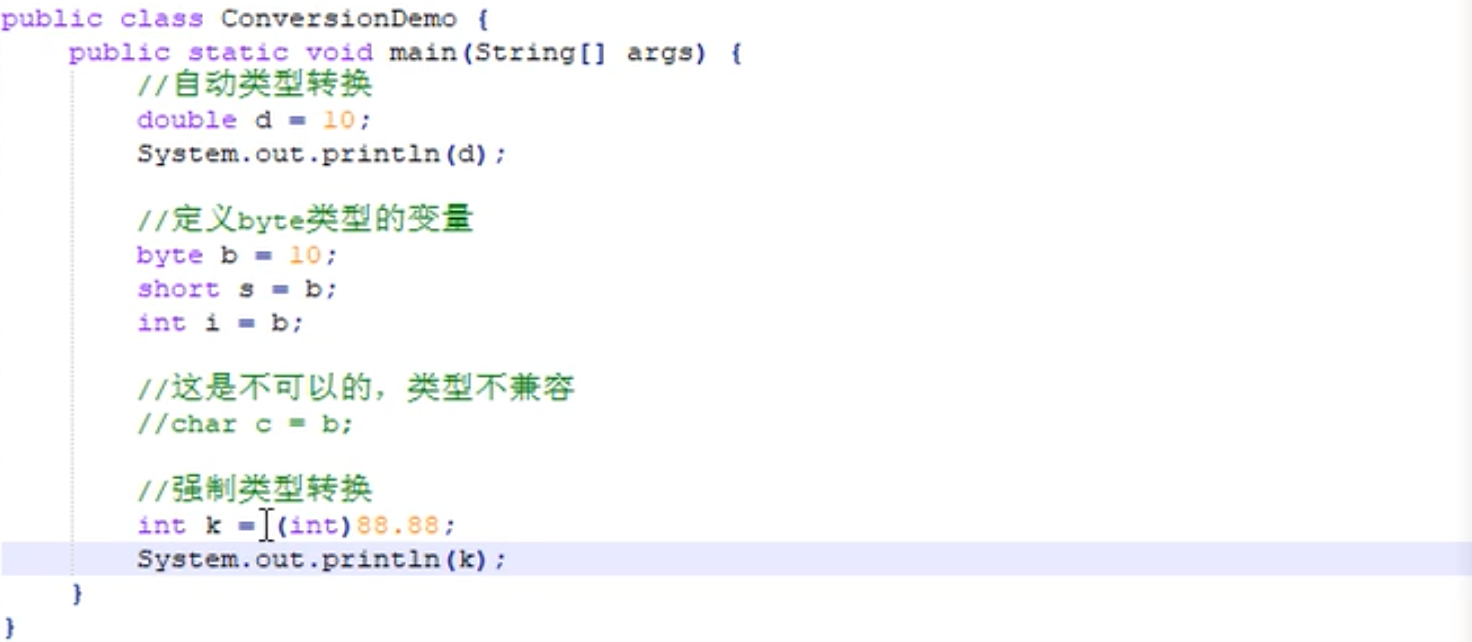 public class ConversionDemo {
public static void main(String[] args) {
//自动类型转换
double d = 10;
System.out.println(d);
//定义byte类型的变量
byte b = 10;
short s = b;
int i = b;
//这是不可以的，类型不兼容
//char c = b;
//强制类型转换
int k = (int)88.88;
System.out.println(k);
}
}